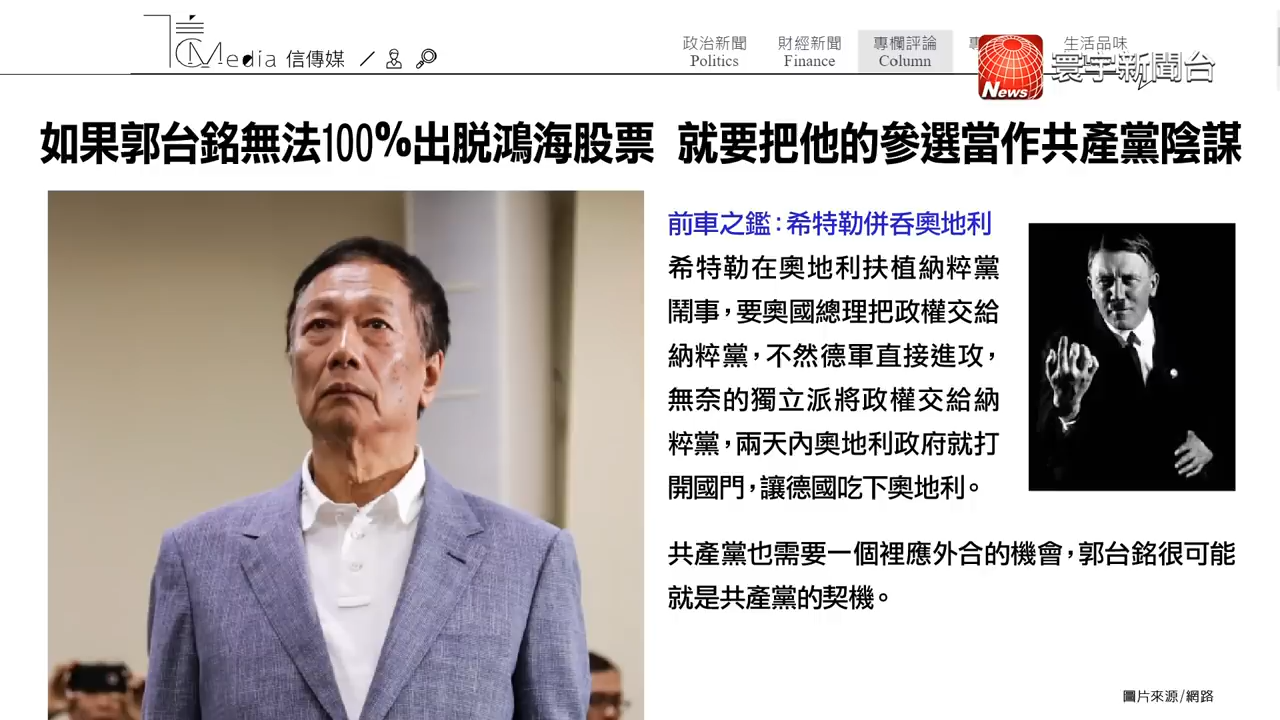 信
CMedia 信傳媒
政治新聞 財經新聞 專欄評論 專 生活品味
Politics Finance Column
News 寰宇新聞台
如果郭台銘無法100%出脱鴻海股票 就要把他的參選當作共產黨陰謀
前車之鑑:希特勒併吞奧地利
希特勒在奧地利扶植納粹黨
鬧事,要奧國總理把政權交給
納粹黨,不然德軍直接進攻,
無奈的獨立派將政權交給納
粹黨,兩天內奧地利政府就打
開國門,讓德國吃下奧地利。
共產黨也需要一個裡應外合的機會,郭台銘很可能
就是共產黨的契機。
圖片來源/網路